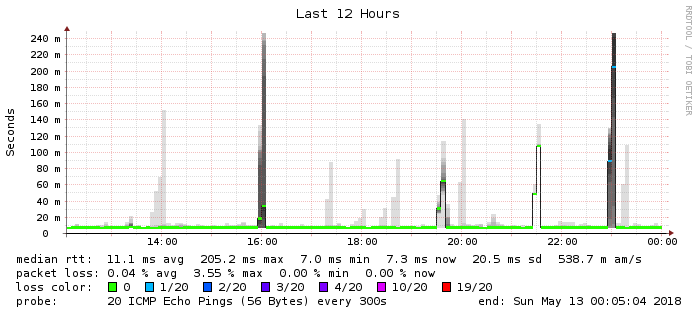 Last 12 Hours
RRDTOOL / TOBI OETIKER
Seconds
240 m
220 m
200 m
180 m
160 m
140 m
120 m
100 m
80 m
60 m
40 m
20 m
0
14:00 16:00 18:00 20:00 22:00 00:00
median rtt: 11.1 ms avg 205.2 ms max 7.0 ms min 7.3 ms now 20.5 ms sd 538.7 m am/s
packet loss: 0.04 % avg 3.55 % max 0.00 % min 0.00 % now
loss color: 0 1/20 2/20 3/20 4/20 10/20 19/20
probe: 20 ICMP Echo Pings (56 Bytes) every 300s end: Sun May 13 00:05:04 2018